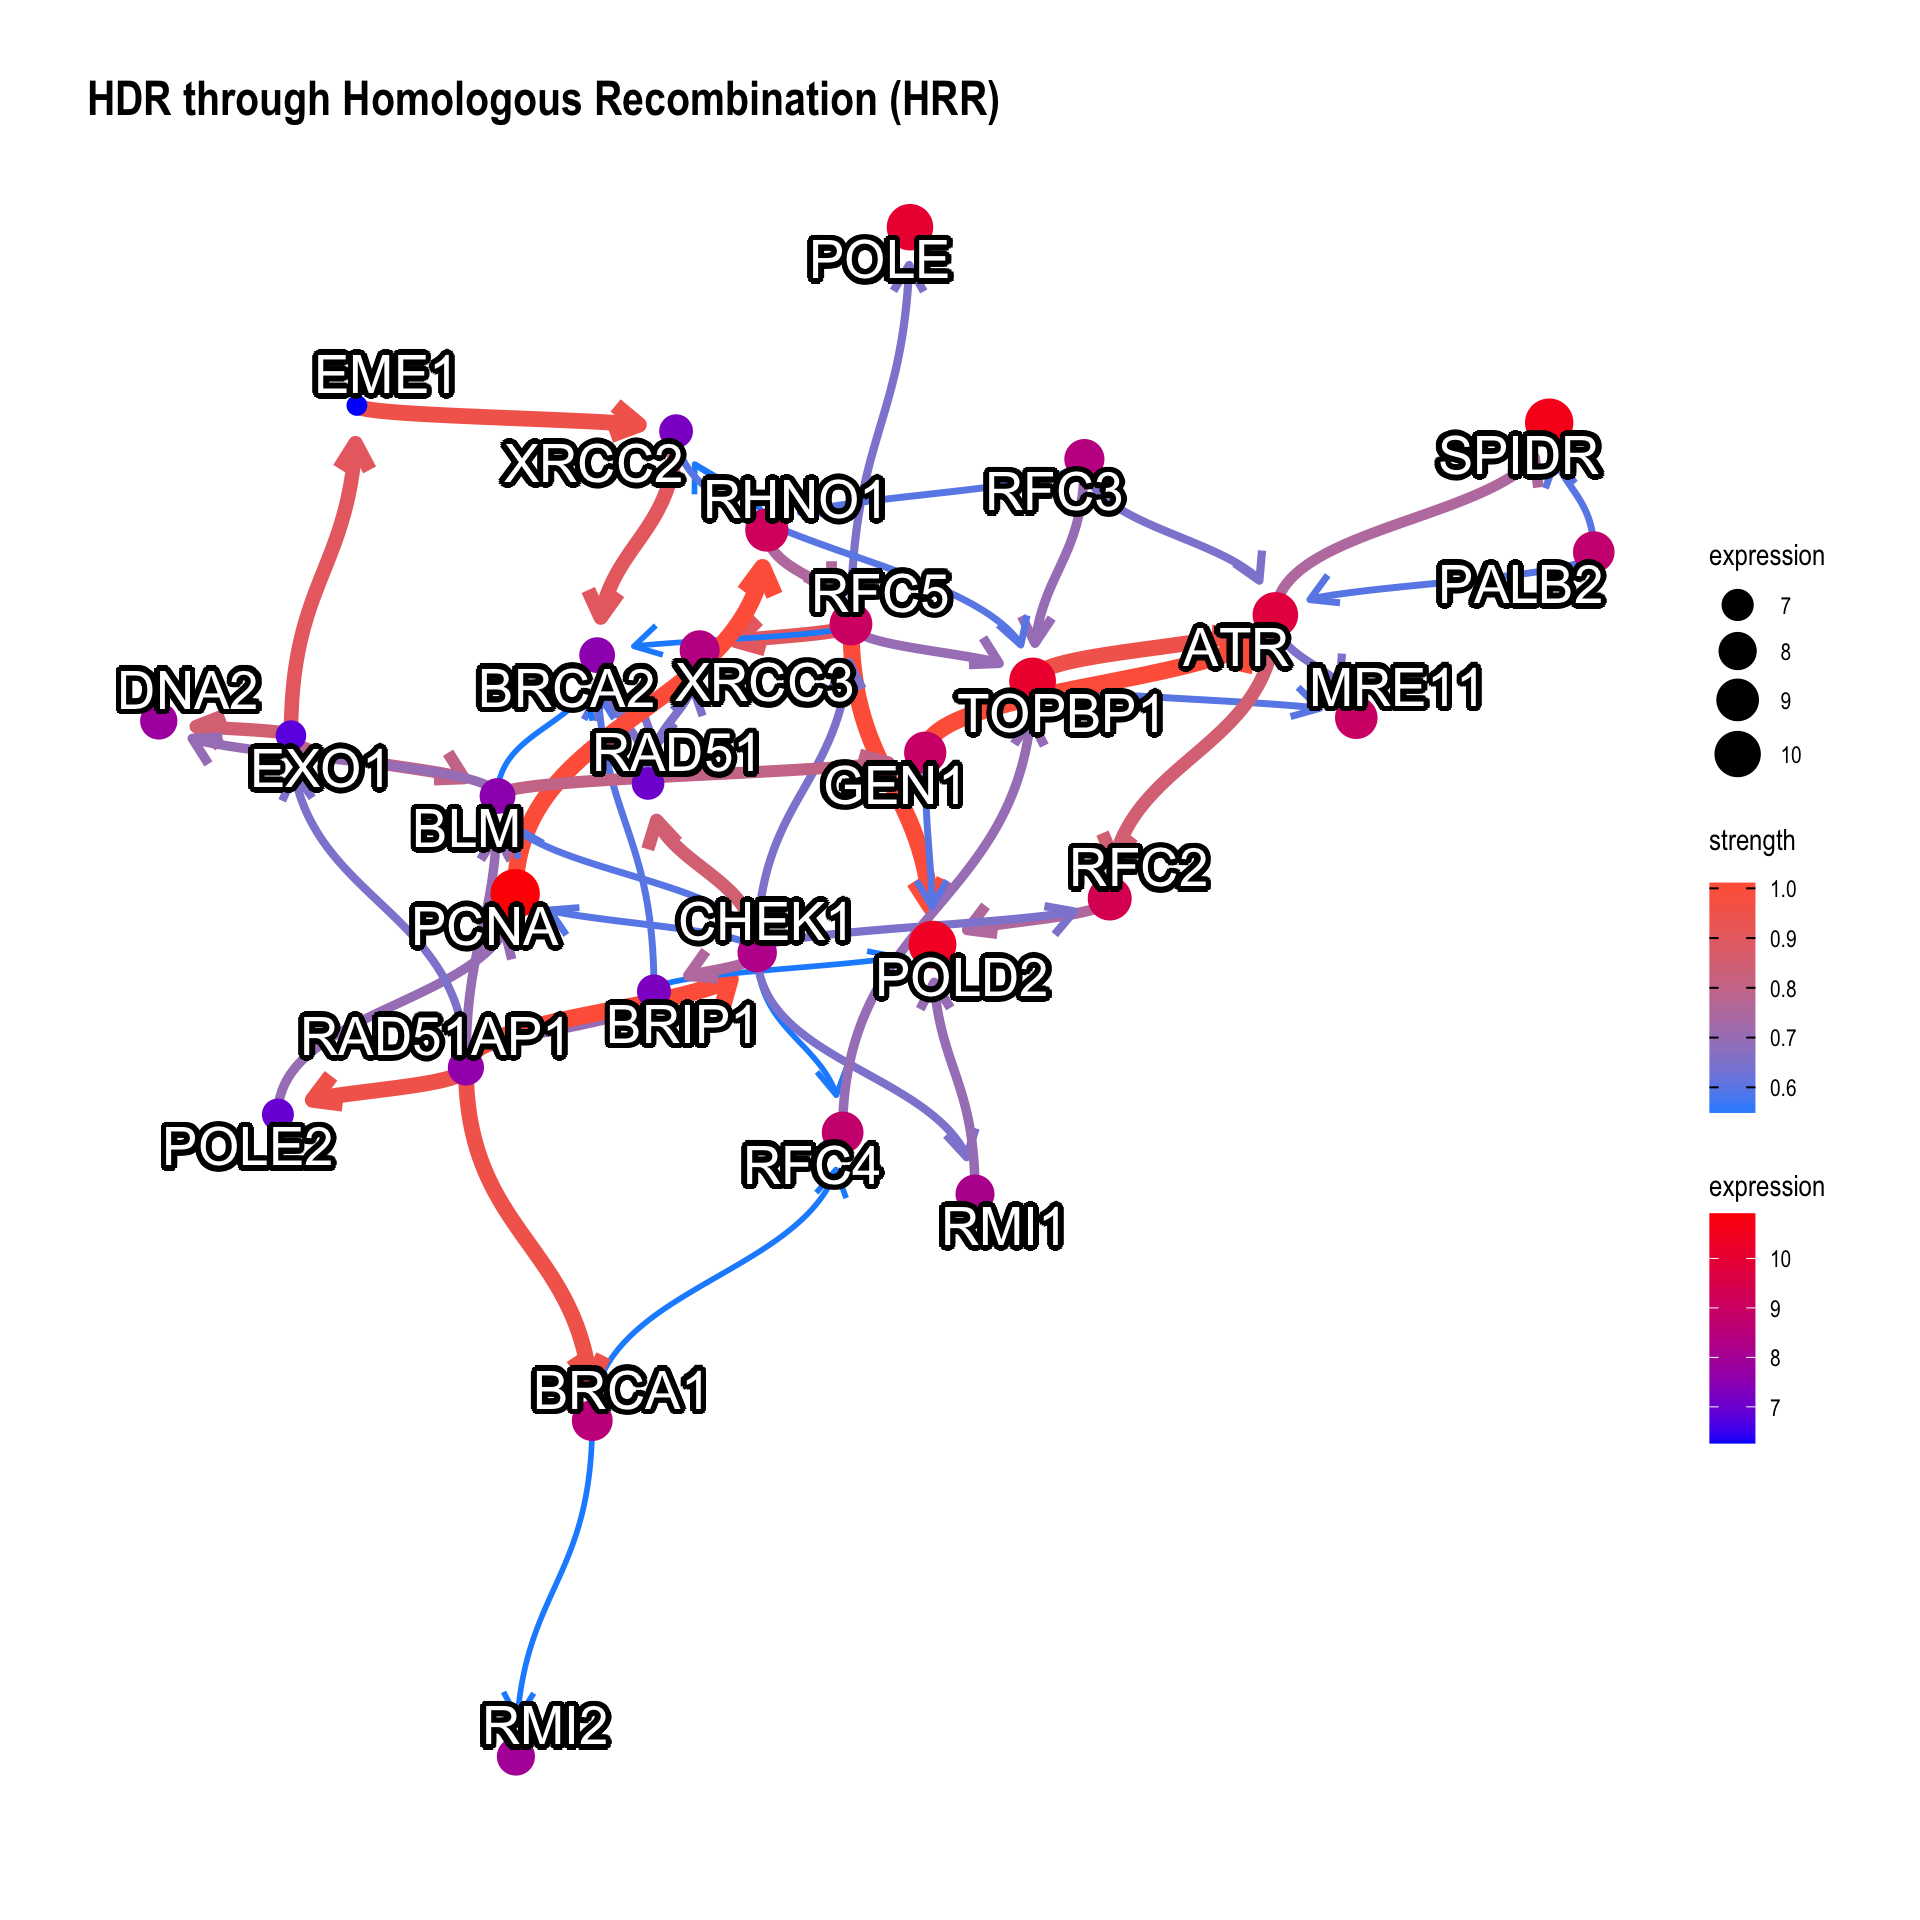 HDR through Homologous Recombination (HRR)
POLE
EME1
XRCC2
RHNO1
RFC3
SPIDR
RFC5
PALB2
ATR
DNA2
BRCA2
XRCC3
MRE11
TOPBP1
EXO1
RAD51
GEN1
BLM
RFC2
PCNA
CHEK1
POLD2
RAD51AP1
BRIP1
POLE2
RFC4
RMI1
BRCA1
RMI2
expression
7
8
9
10
strength
1.0
0.9
0.8
0.7
0.6
expression
10
9
8
7